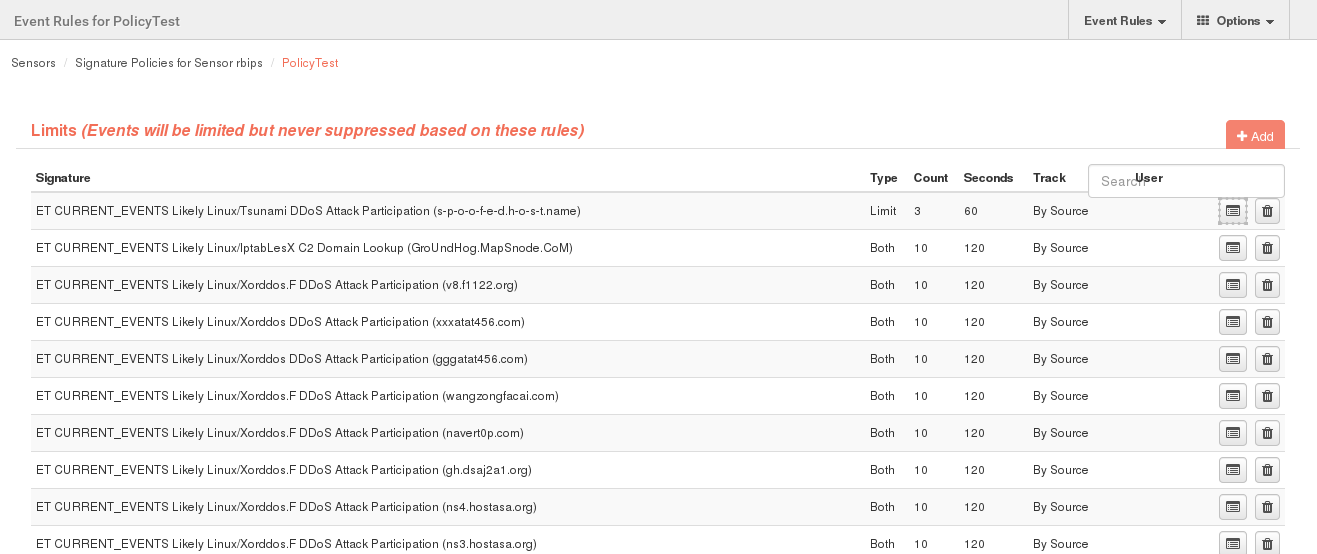 Event Rules for PolicyTest Event Rules Options
Sensors / Signature Policies for Sensor rbips / PolicyTest
Limits (Events will be limited but never suppressed based on these rules) Add
Search
Signature Type Count Seconds Track User
ET CURRENT_EVENTS Likely Linux/Tsunami DDoS Attack Participation (s-p-o-o-f-e-d.h-o-s-t.name) Limit 3 60 By Source
ET CURRENT_EVENTS Likely Linux/IptabLesX C2 Domain Lookup (GroUndHog.MapSnode.CoM) Both 10 120 By Source
ET CURRENT_EVENTS Likely Linux/Xorddos.F DDoS Attack Participation (v8.f1122.org) Both 10 120 By Source
ET CURRENT_EVENTS Likely Linux/Xorddos DDoS Attack Participation (xxxatat456.com) Both 10 120 By Source
ET CURRENT_EVENTS Likely Linux/Xorddos DDoS Attack Participation (gggatat456.com) Both 10 120 By Source
ET CURRENT_EVENTS Likely Linux/Xorddos.F DDoS Attack Participation (wangzongfacai.com) Both 10 120 By Source
ET CURRENT_EVENTS Likely Linux/Xorddos.F DDoS Attack Participation (navert0p.com) Both 10 120 By Source
ET CURRENT_EVENTS Likely Linux/Xorddos.F DDoS Attack Participation (gh.dsaj2a1.org) Both 10 120 By Source
ET CURRENT_EVENTS Likely Linux/Xorddos.F DDoS Attack Participation (ns4.hostasa.org) Both 10 120 By Source
ET CURRENT_EVENTS Likely Linux/Xorddos.F DDoS Attack Participation (ns3.hostasa.org) Both 10 120 By Source